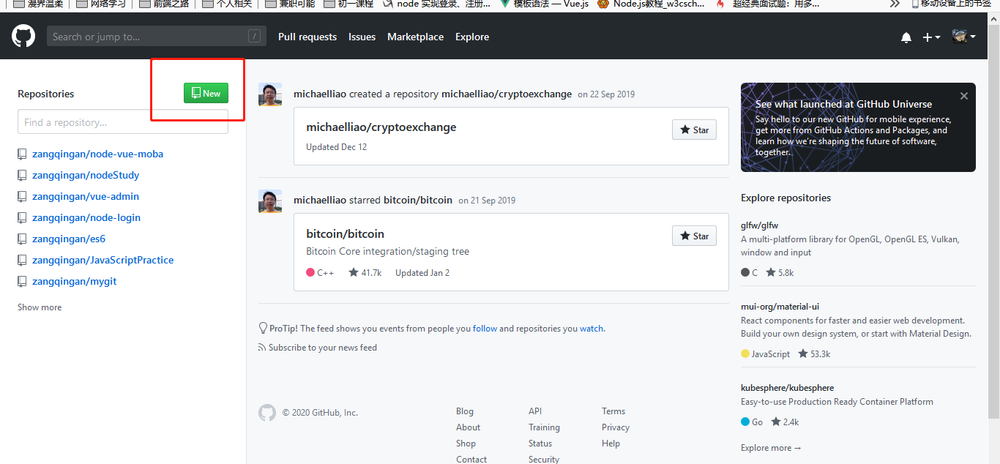 漫界温柔 网络学习 前端之路 个人相关 兼职可能 初一课程 node 实现登录、注册... 模板语法 — Vue.js Node.js教程_w3csch... 超经典面试题：用多... 移动设备上的书签
Search or jump to... / Pull requests Issues Marketplace Explore
Repositories New
Find a repository...
zangqingan/node-vue-moba
zangqingan/nodeStudy
zangqingan/vue-admin
zangqingan/node-login
zangqingan/es6
zangqingan/JavaScriptPractice
zangqingan/mygit
Show more
michaelliao created a repository michaelliao/cryptoexchange on 22 Sep 2019
michaelliao/cryptoexchange Star
Updated Dec 12
michaelliao starred bitcoin/bitcoin on 21 Sep 2019
bitcoin/bitcoin Star
Bitcoin Core integration/staging tree
C++ 41.7k Updated Jan 2
ProTip! The feed shows you events from people you follow and repositories you watch.
Subscribe to your news feed
See what launched at GitHub Universe
Say hello to our new GitHub for mobile experience,
get more from GitHub Actions and Packages, and
learn how we're shaping the future of software,
together.
Explore repositories
glfw/glfw
A multi-platform library for OpenGL, OpenGL ES, Vulkan,
window and input
C 5.8k
mui-org/material-ui
React components for faster and easier web development.
Build your own design system, or start with Material Design.
JavaScript 53.3k
kubesphere/kubesphere
Easy-to-use Production Ready Container Platform
Go 2.4k
Explore more →
© 2020 GitHub, Inc.
Blog API Terms
About Training Privacy
Shop Status Help
Contact Security